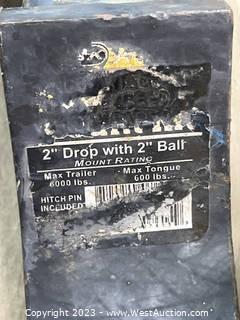 2" Drop with 2" Ball
MOUNT RATING
Max Trailer
6000 lbs.
Max Tongue
600 lbs.
HITCH PIN
INCLUDED
Copyright © 2023 - www.WestAuction.com